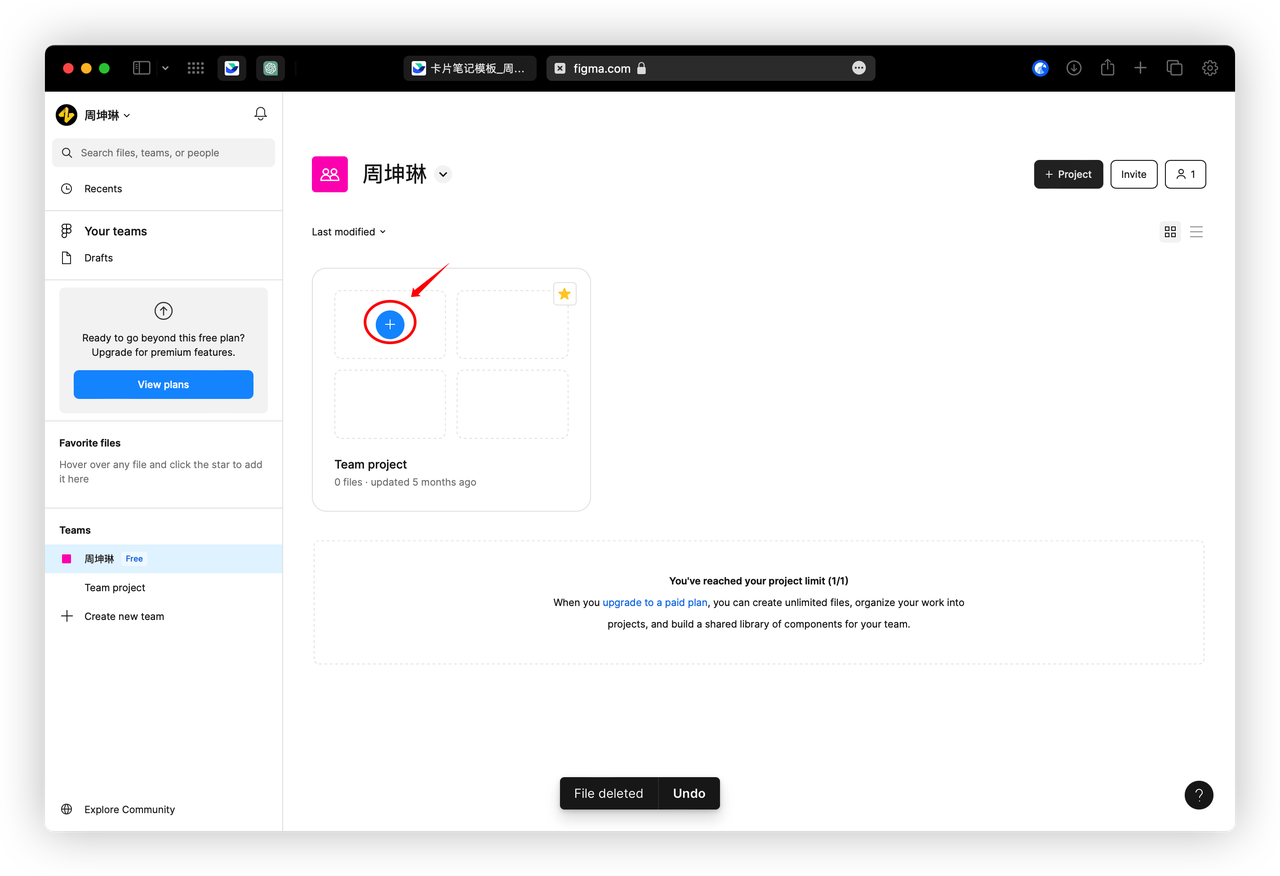 卡片笔记模板_周...
figma.com
周坤琳
Search files, teams, or people
Recents
Your teams
Drafts
Ready to go beyond this free plan?
Upgrade for premium features.
View plans
Favorite files
Hover over any file and click the star to add
it here
Teams
周坤琳 Free
Team project
Create new team
Explore Community
周坤琳
+ Project
Invite
1
Last modified
Team project
0 files · updated 5 months ago
You've reached your project limit (1/1)
When you upgrade to a paid plan, you can create unlimited files, organize your work into
projects, and build a shared library of components for your team.
File deleted Undo
?